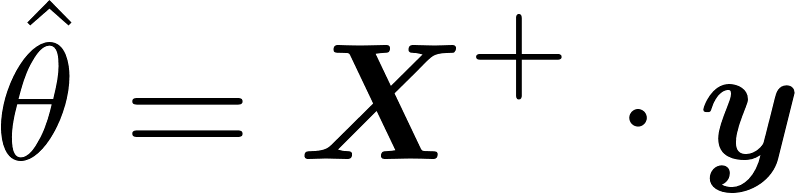 θ̂ = X⁺ · y